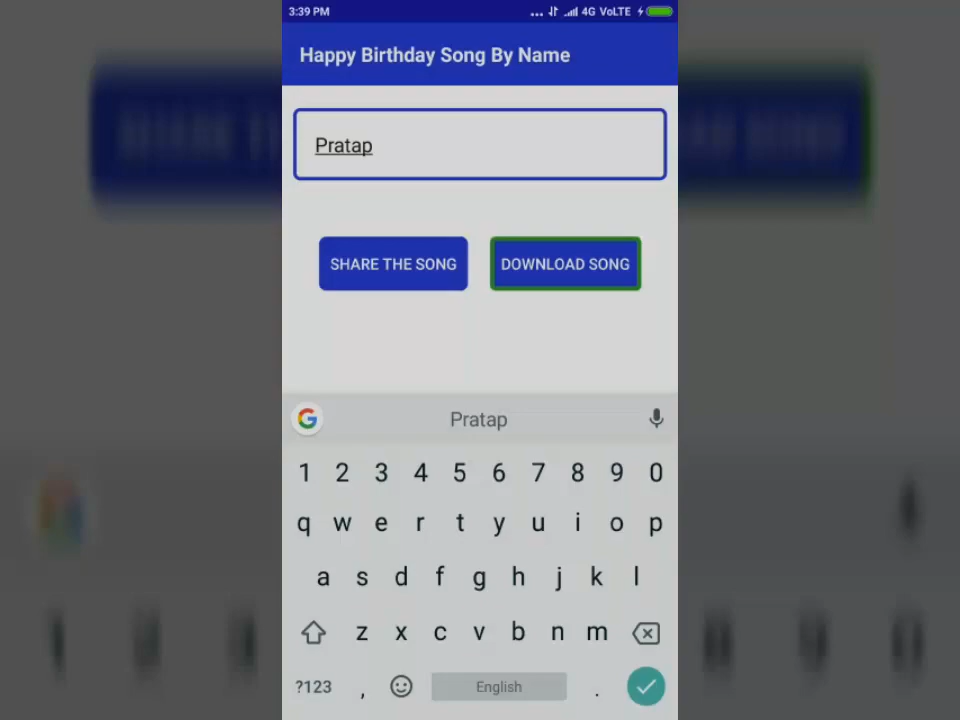 3:39 PM ... 4G VoLTE
Happy Birthday Song By Name
Pratap
SHARE THE SONG DOWNLOAD SONG
G Pratap
1 2 3 4 5 6 7 8 9 0
q w e r t y u i o p
a s d f g h j k l
z x c v b n m
?123 , English .